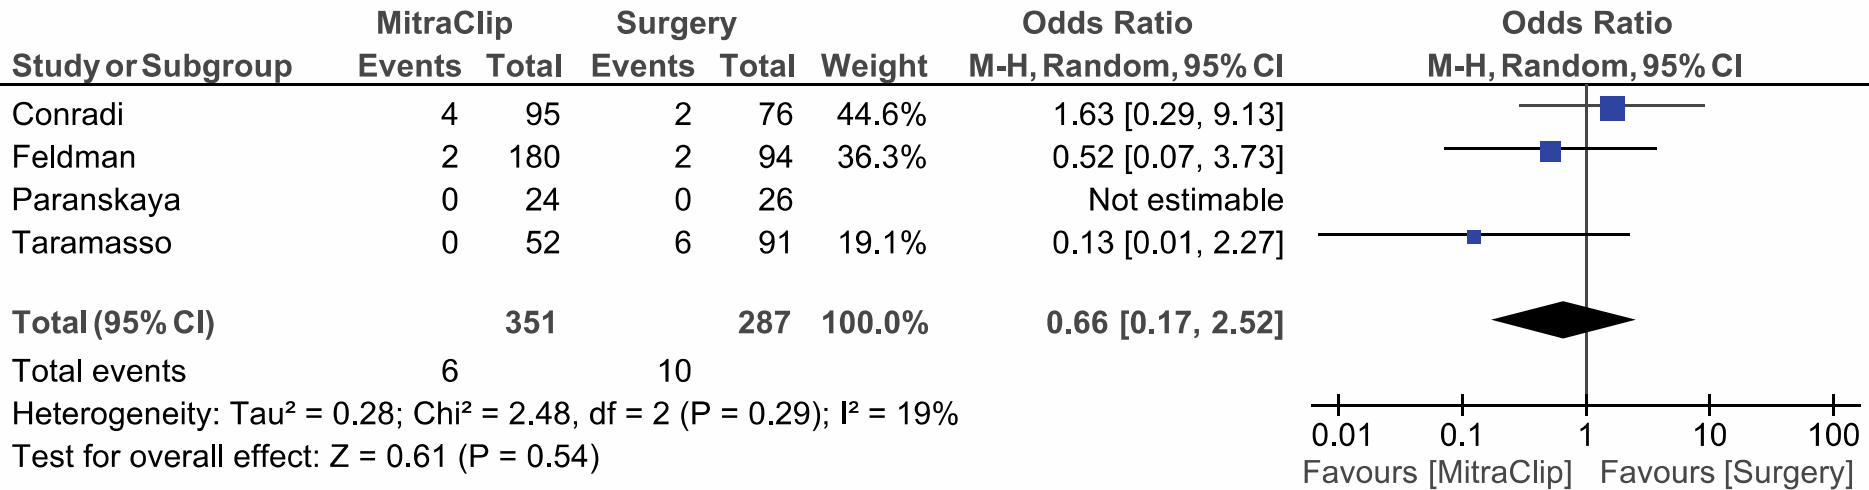 MitraClip Surgery Odds Ratio Odds Ratio
Study or Subgroup Events Total Events Total Weight M-H, Random, 95% CI M-H, Random, 95% CI
Conradi 4 95 2 76 44.6% 1.63 [0.29, 9.13]
Feldman 2 180 2 94 36.3% 0.52 [0.07, 3.73]
Paranskaya 0 24 0 26 Not estimable
Taramasso 0 52 6 91 19.1% 0.13 [0.01, 2.27]
Total (95% CI) 351 287 100.0% 0.66 [0.17, 2.52]
Total events 6 10
Heterogeneity: Tau² = 0.28; Chi² = 2.48, df = 2 (P = 0.29); I² = 19%
Test for overall effect: Z = 0.61 (P = 0.54)
0.01 0.1 1 10 100
Favours [MitraClip] Favours [Surgery]